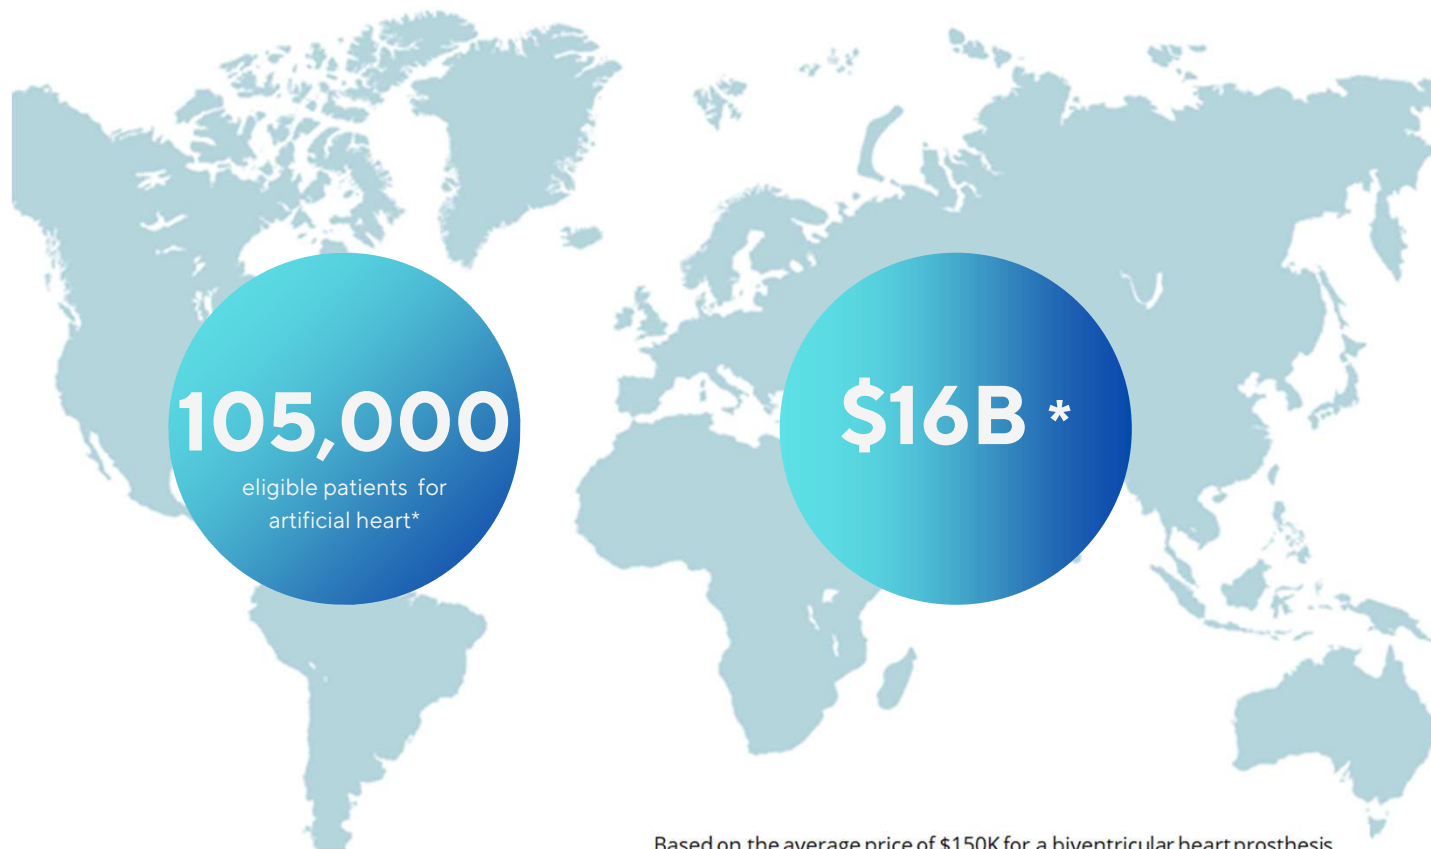 105,000
eligible patients for
artificial heart*
$16B *
Based on the average price of $150K for a biventricular heart prosthesis